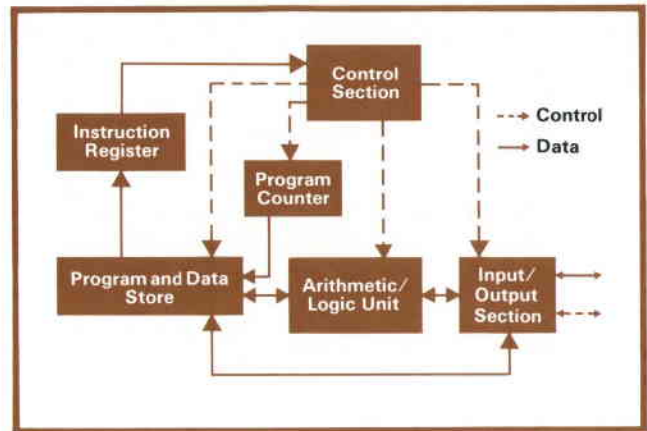 Control
Section
Instruction
Register
Control
Data
Program
Counter
Program and Data
Store
Arithmetic/
Logic Unit
Input/
Output
Section